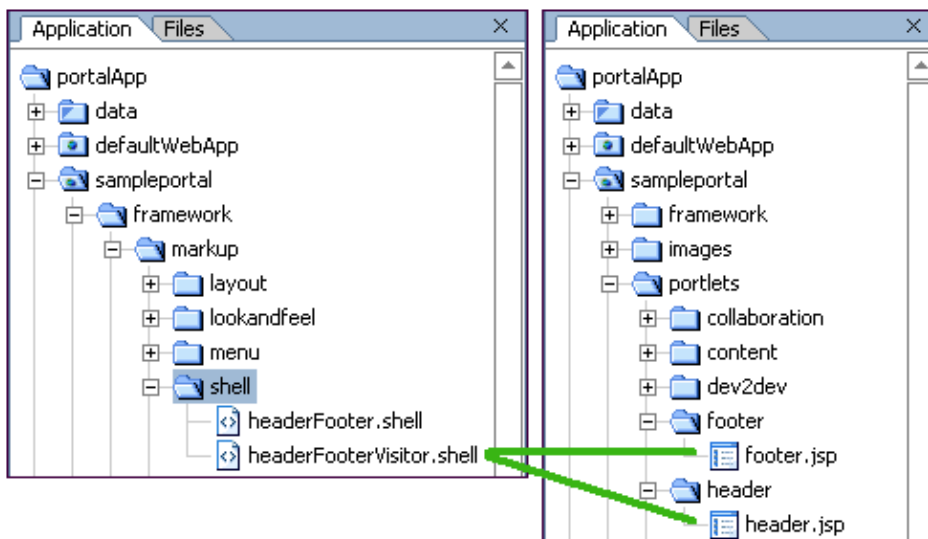 Application Files
portalApp
data
defaultWebApp
sampleportal
framework
markup
layout
lookandfeel
menu
shell
headerFooter.shell
headerFooterVisitor.shell
Application Files
portalApp
data
defaultWebApp
sampleportal
framework
images
portlets
collaboration
content
dev2dev
footer
footer.jsp
header
header.jsp